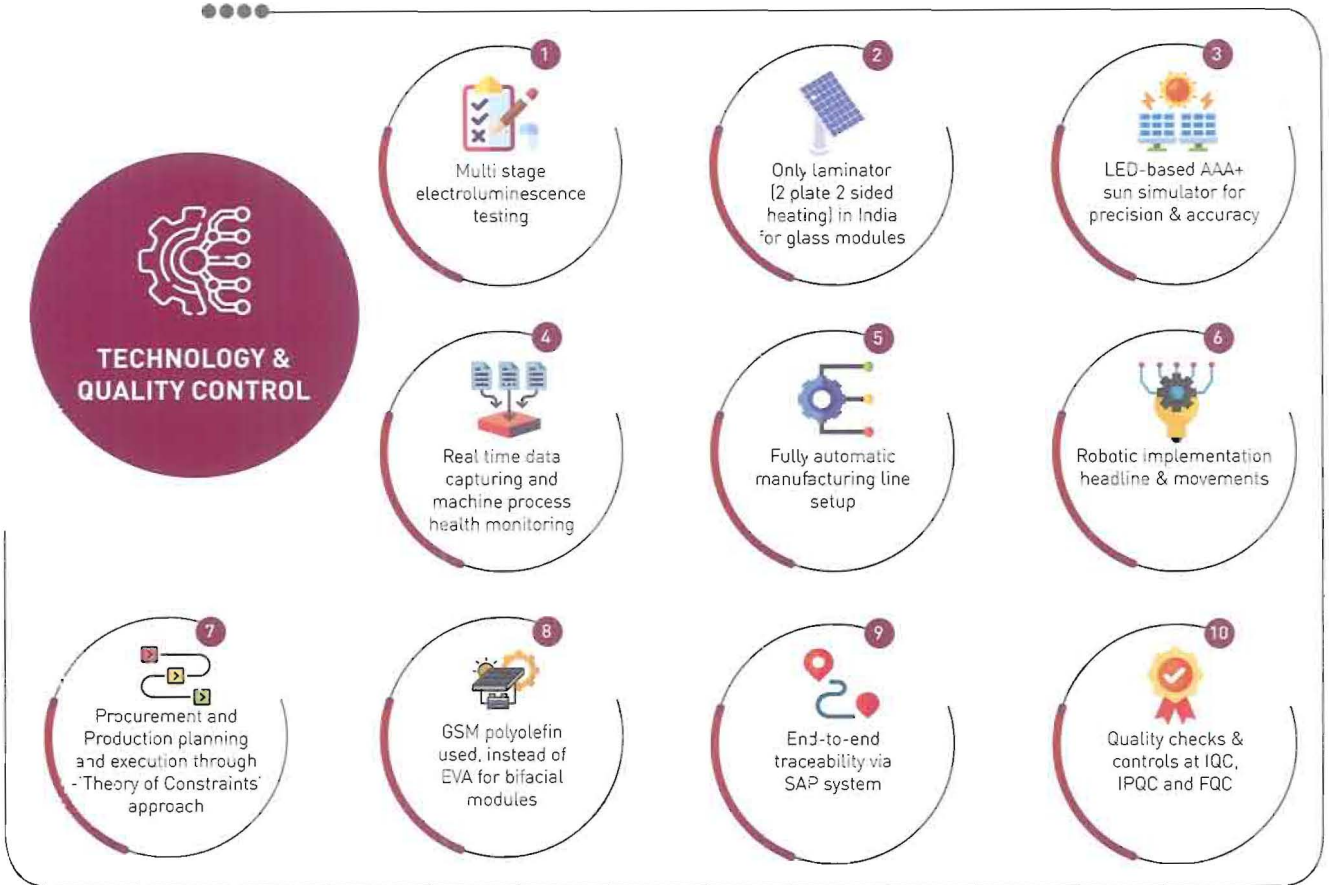 TECHNOLOGY &
QUALITY CONTROL
1
Multi stage
electroluminescence
testing
2
Only laminator
(2 plate 2 sided
heating) in India
for glass modules
3
LED-based AAA+
sun simulator for
precision & accuracy
4
Real time data
capturing and
machine process
health monitoring
5
Fully automatic
manufacturing line
setup
6
Robotic implementation
headline & movements
7
Procurement and
Production planning
and execution through
-'Theory of Constraints'
approach
8
GSM polyolefin
used, instead of
EVA for bifacial
modules
9
End-to-end
traceability via
SAP system
10
Quality checks &
controls at IQC,
IPQC and FQC